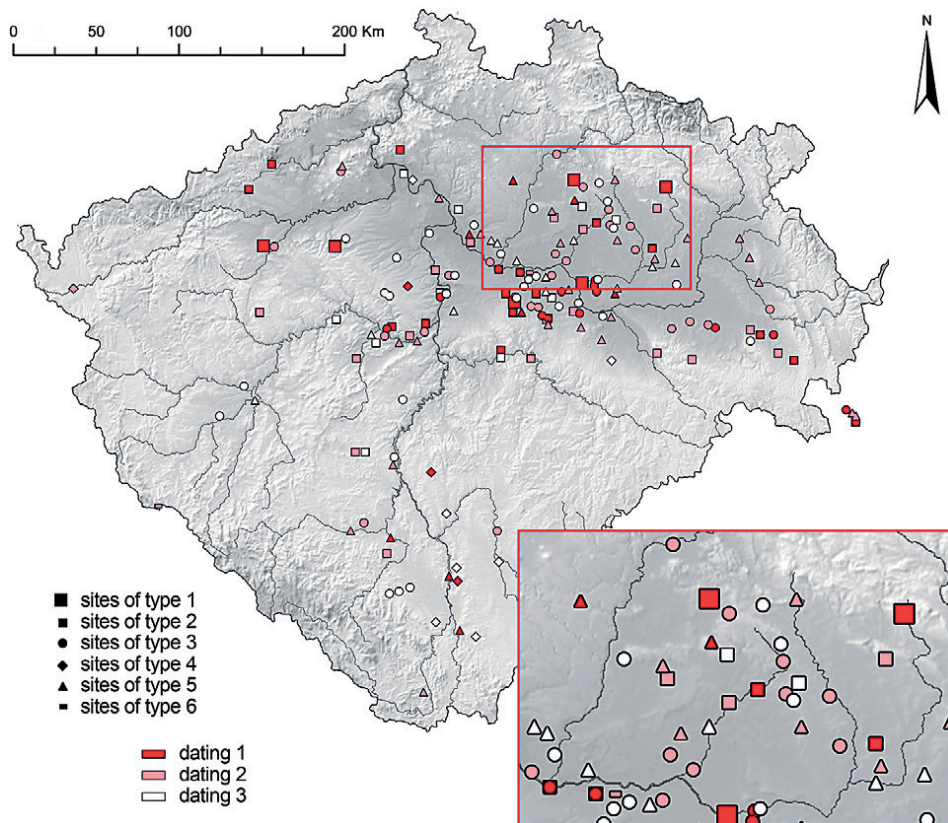 0 50 100 200 Km
N
sites of type 1
sites of type 2
sites of type 3
sites of type 4
sites of type 5
sites of type 6
dating 1
dating 2
dating 3